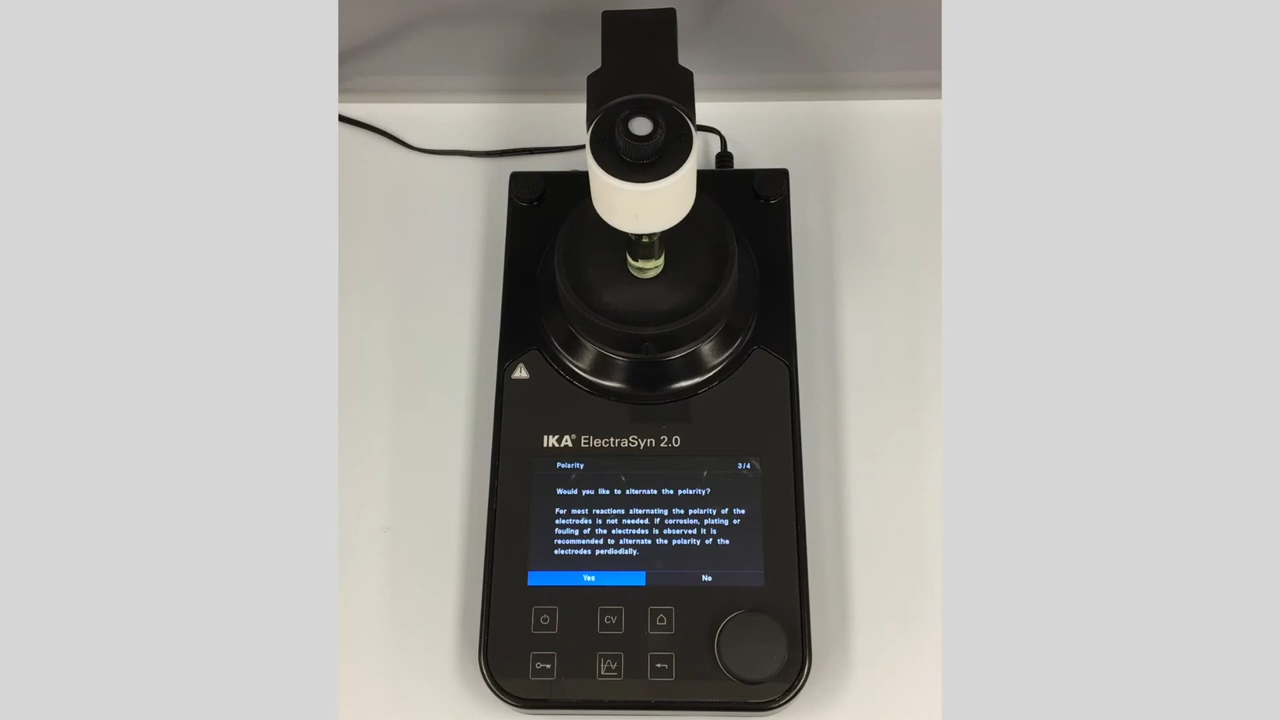 IKA® ElectraSyn 2.0
Polarity 3/4
Would you like to alternate the polarity?
For most reactions alternating the polarity of the
electrodes is not needed. If corrosion, plating or
fouling of the electrodes is observed it is
recommended to alternate the polarity of the
electrodes perdiodially.
Yes No
CV